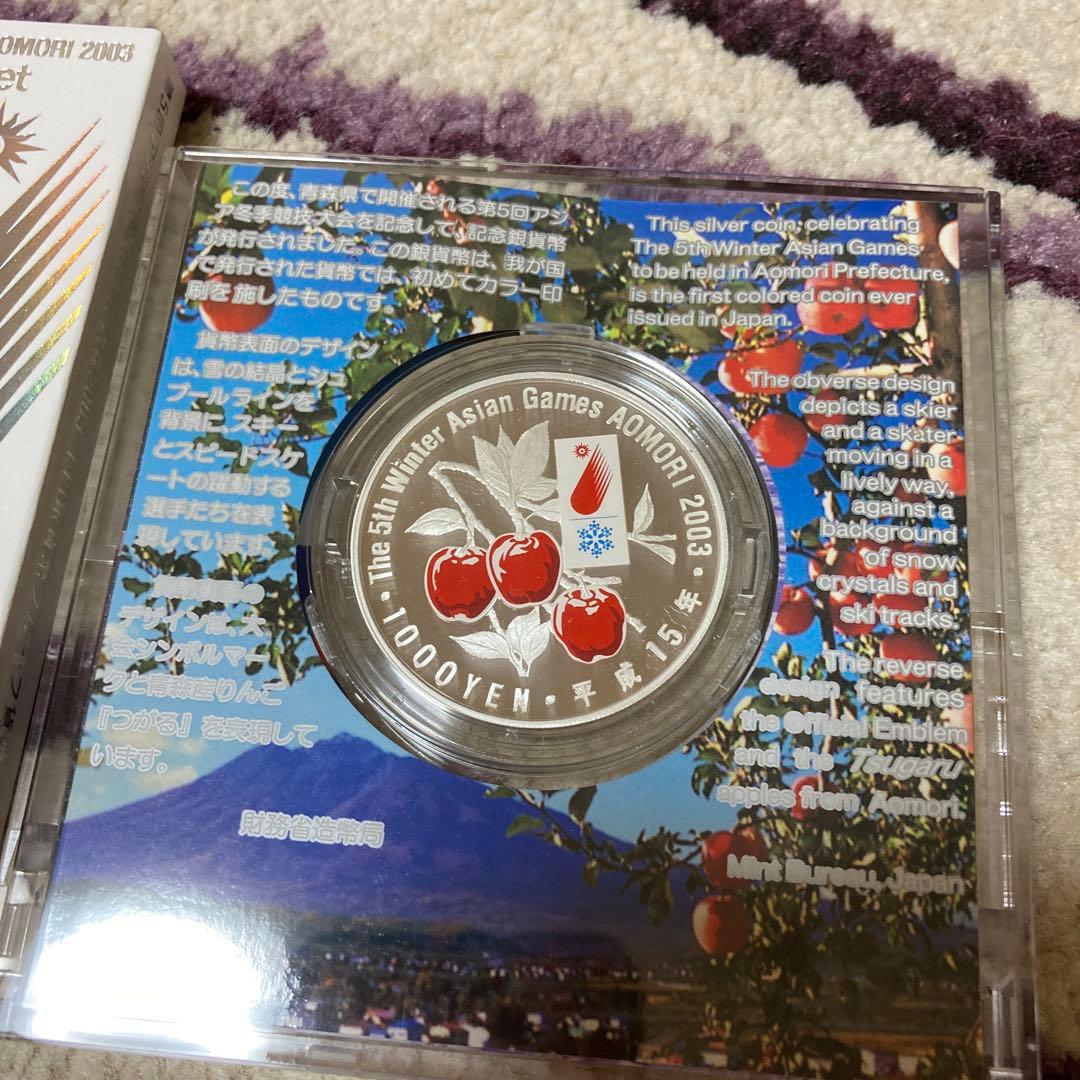 AOMORI 2003
この度、青森県で開催される第5回アジ
ア冬季競技大会を記念して、記念銀貨幣
が発行されました。この銀貨幣は、我が国
で発行された貨幣では、初めてカラー印
刷を施したものです。
貨幣表面のデザイン
は、雪の結晶とシュ
プールラインを
背景に、スキー
とスピードスケ
ートの躍動する
選手たちを表
現しています。
デザインは、大
会シンボルマー
クと青森産りんご
『つがる』を表現して
います。
財務省造幣局
This silver coin, celebrating
The 5th Winter Asian Games
to be held in Aomori Prefecture,
is the first colored coin ever
issued in Japan.
The obverse design
depicts a skier
and a skater
moving in a
lively way,
against a
background
of snow
crystals and
ski tracks.
The reverse
design features
the Official Emblem
and the Tsugaru
apples from Aomori.
Mint Bureau, Japan
The 5th Winter Asian Games AOMORI 2003
1000YEN・平成15年